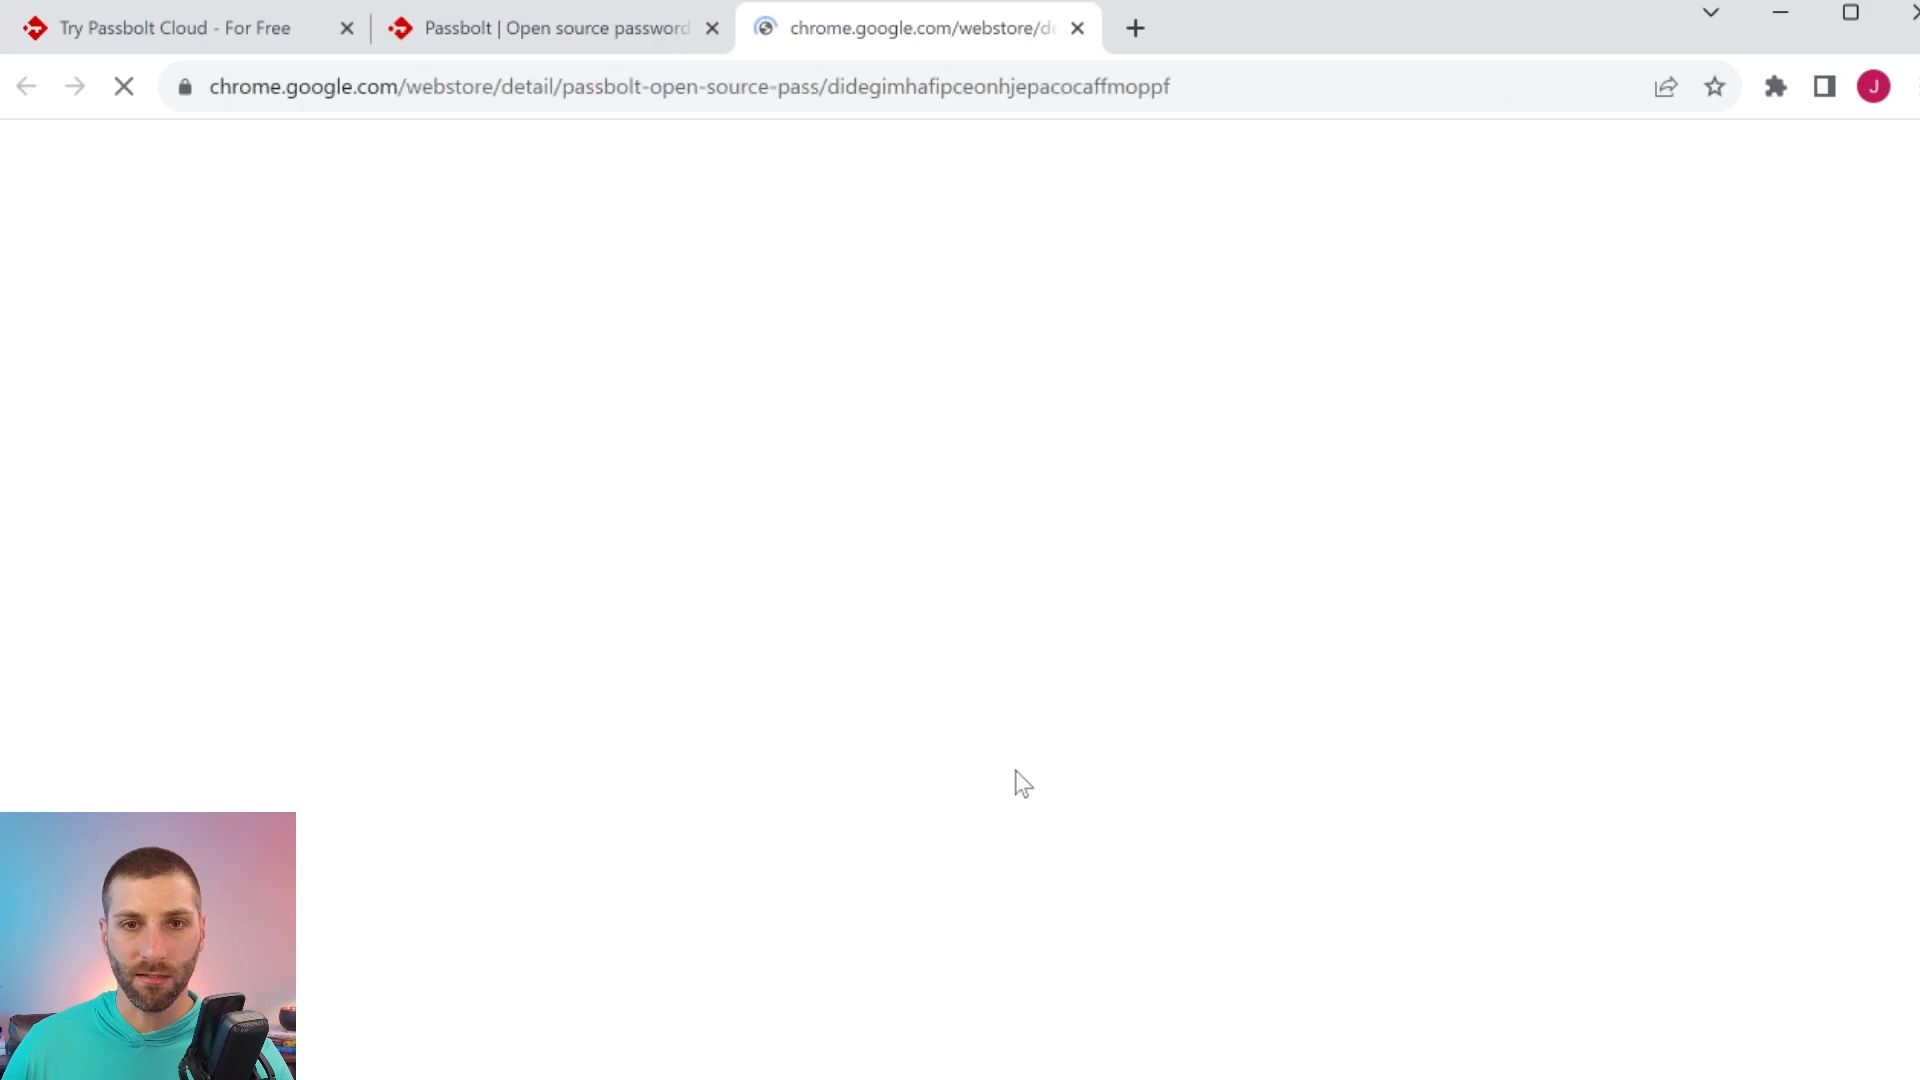 Try Passbolt Cloud - For Free
Passbolt | Open source password
chrome.google.com/webstore/de
chrome.google.com/webstore/detail/passbolt-open-source-pass/didegimhafipceonhjepacocaffmoppf
J